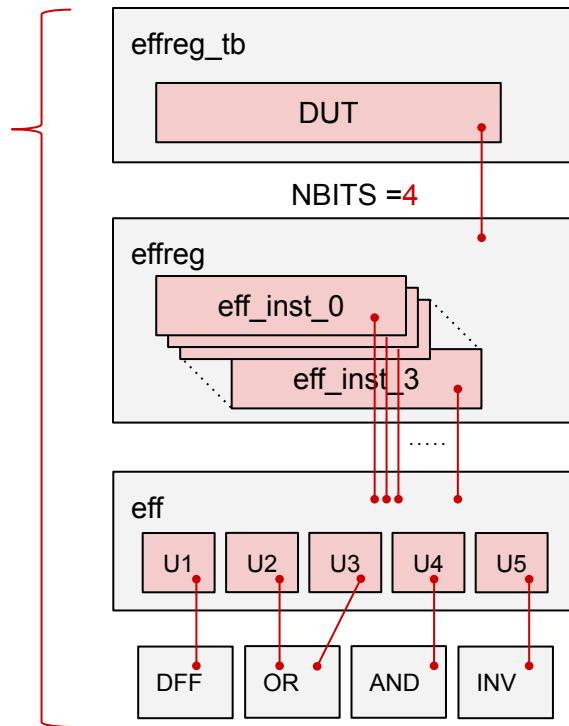 effreg_tb
DUT
NBITS =4
effreg
eff_inst_0
eff_inst_3
.....
eff
U1 U2 U3 U4 U5
DFF OR AND INV